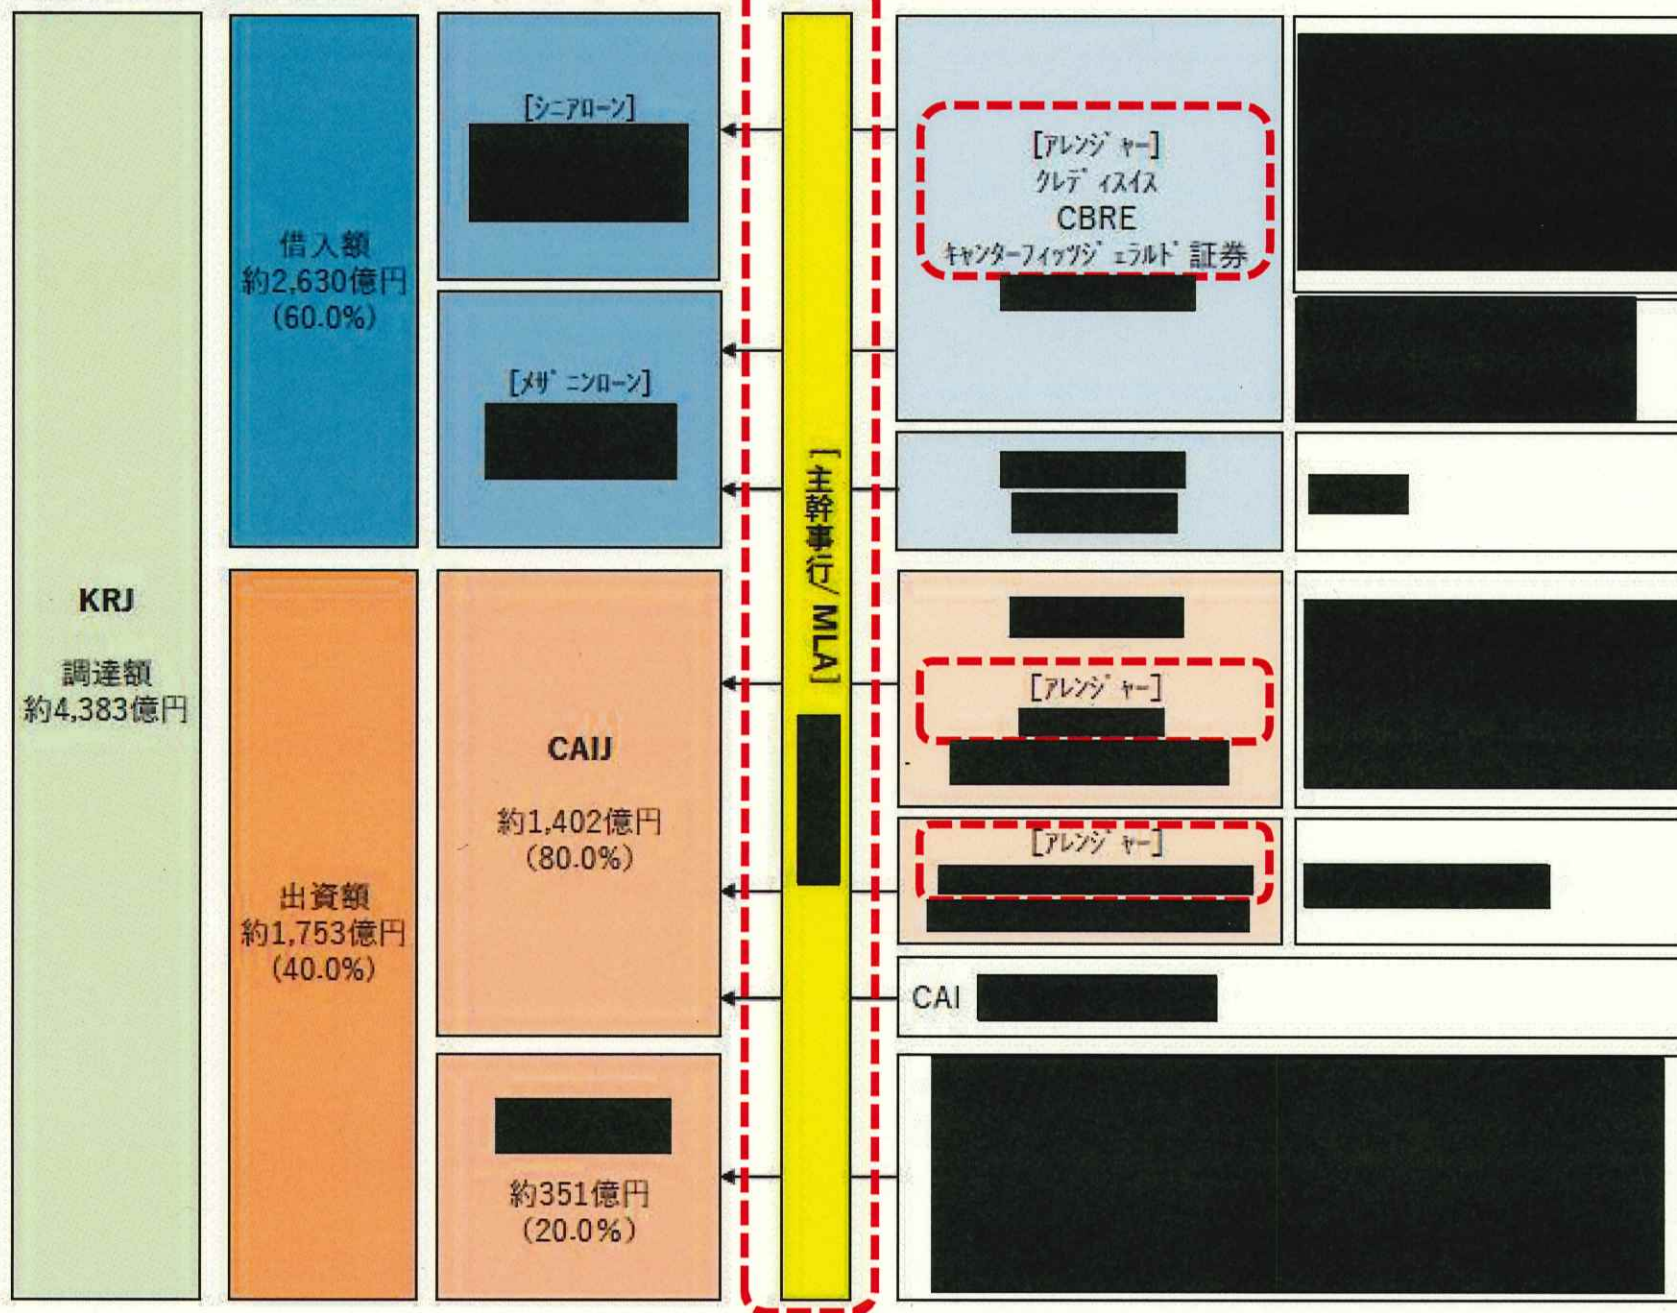 KRJ
調達額
約4,383億円
借入額
約2,630億円
(60.0%)
出資額
約1,753億円
(40.0%)
[シニアローン]
[メザニンローン]
CAIJ
約1,402億円
(80.0%)
約351億円
(20.0%)
[主幹事行/MLA]
[アレンジャー]
クレディスイス
CBRE
キャンターフィッツジェラルド証券
[アレンジャー]
[アレンジャー]
CAI